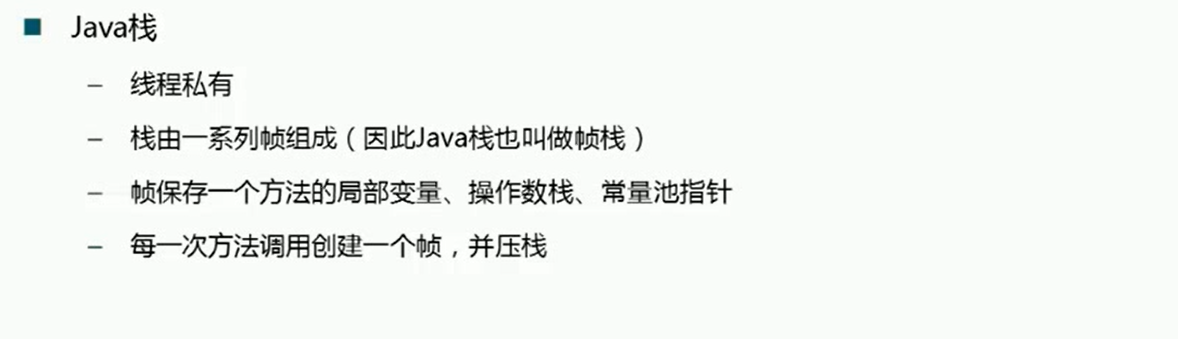 ■ Java栈
– 线程私有
– 栈由一系列帧组成（因此Java栈也叫做帧栈）
– 帧保存一个方法的局部变量、操作数栈、常量池指针
– 每一次方法调用创建一个帧，并压栈